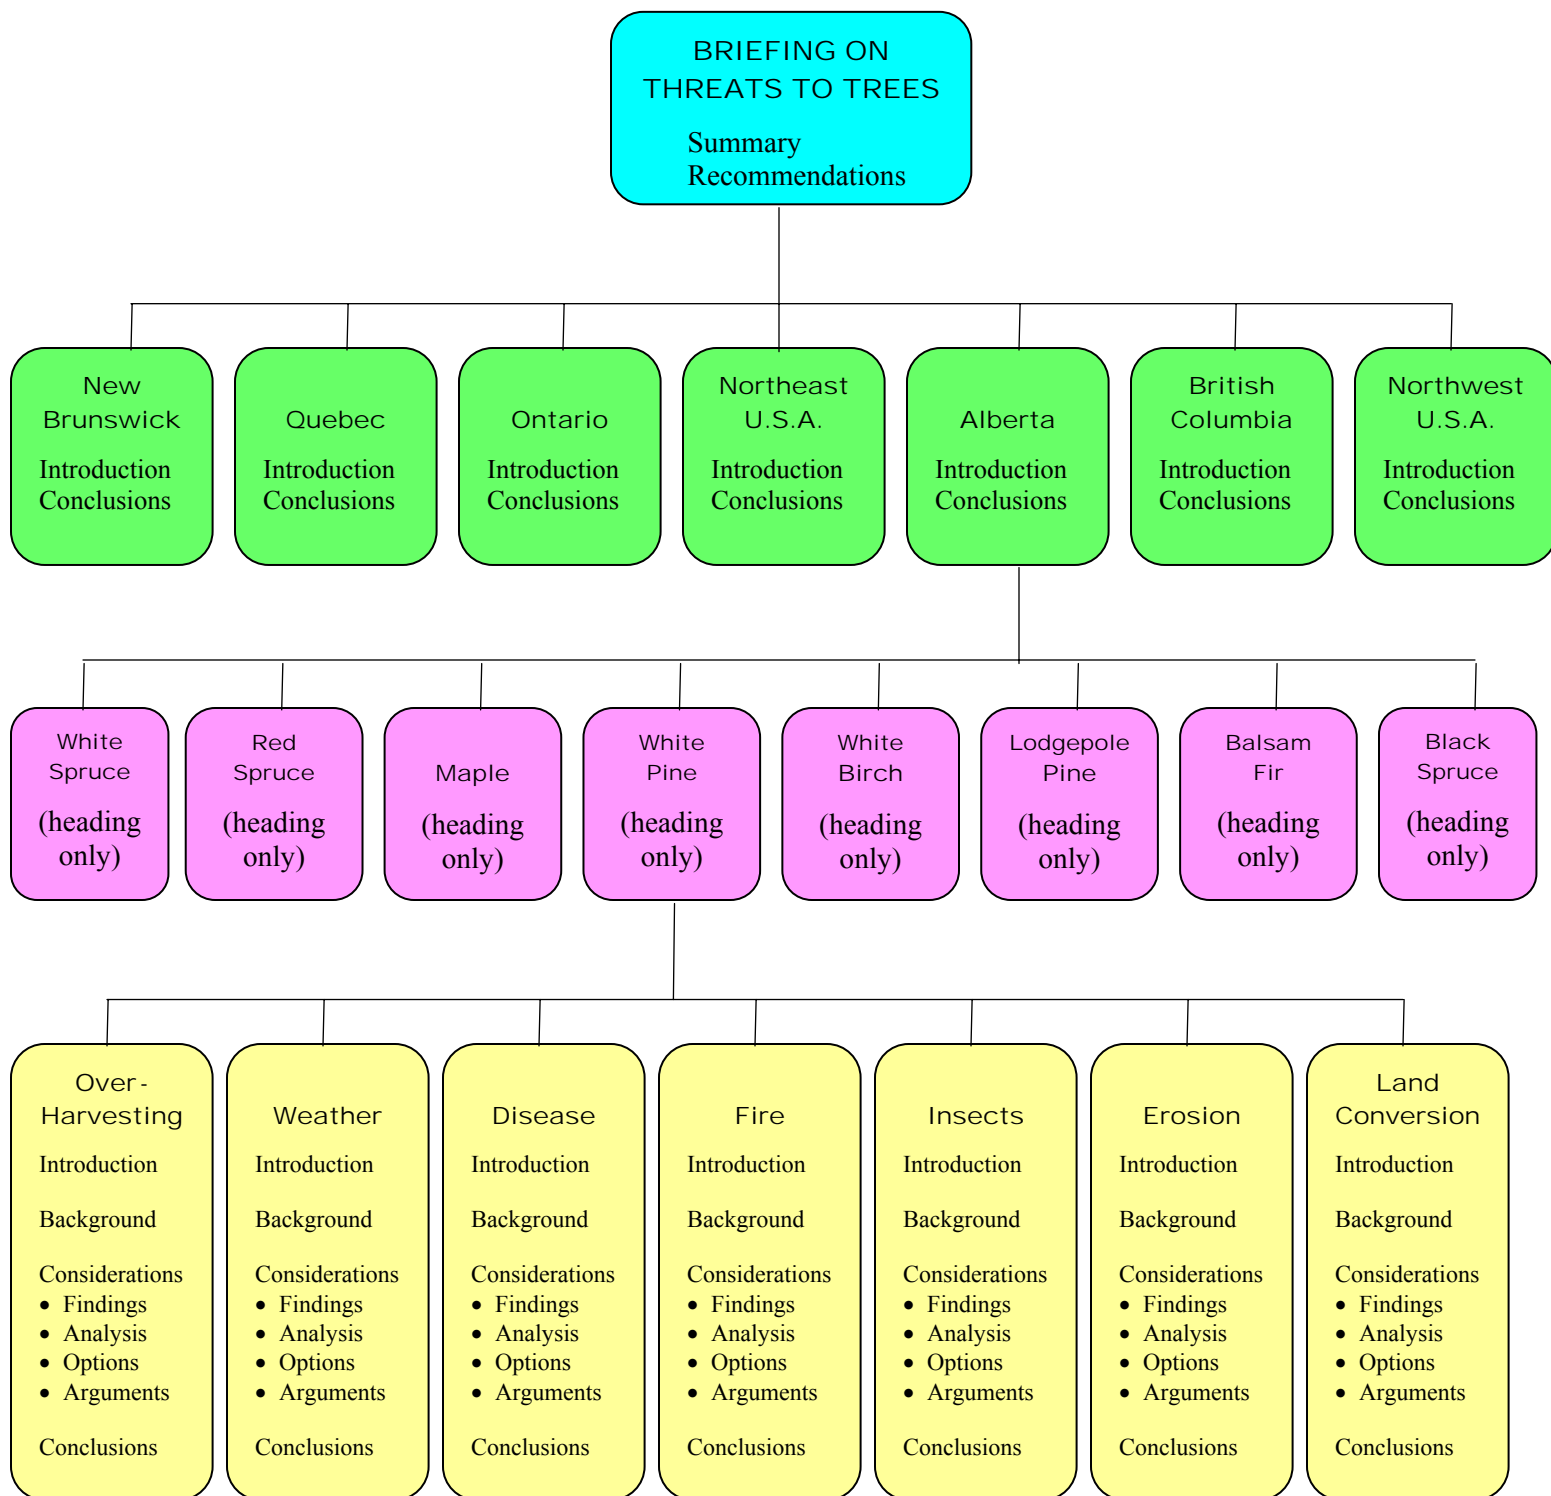 BRIEFING ON
THREATS TO TREES
Summary
Recommendations
New
Brunswick
Introduction
Conclusions
Quebec
Introduction
Conclusions
Ontario
Introduction
Conclusions
Northeast
U.S.A.
Introduction
Conclusions
Alberta
Introduction
Conclusions
British
Columbia
Introduction
Conclusions
Northwest
U.S.A.
Introduction
Conclusions
White
Spruce
(heading
only)
Red
Spruce
(heading
only)
Maple
(heading
only)
White
Pine
(heading
only)
White
Birch
(heading
only)
Lodgepole
Pine
(heading
only)
Balsam
Fir
(heading
only)
Black
Spruce
(heading
only)
Over-
Harvesting
Introduction
Background
Considerations
• Findings
• Analysis
• Options
• Arguments
Conclusions
Weather
Introduction
Background
Considerations
• Findings
• Analysis
• Options
• Arguments
Conclusions
Disease
Introduction
Background
Considerations
• Findings
• Analysis
• Options
• Arguments
Conclusions
Fire
Introduction
Background
Considerations
• Findings
• Analysis
• Options
• Arguments
Conclusions
Insects
Introduction
Background
Considerations
• Findings
• Analysis
• Options
• Arguments
Conclusions
Erosion
Introduction
Background
Considerations
• Findings
• Analysis
• Options
• Arguments
Conclusions
Land
Conversion
Introduction
Background
Considerations
• Findings
• Analysis
• Options
• Arguments
Conclusions